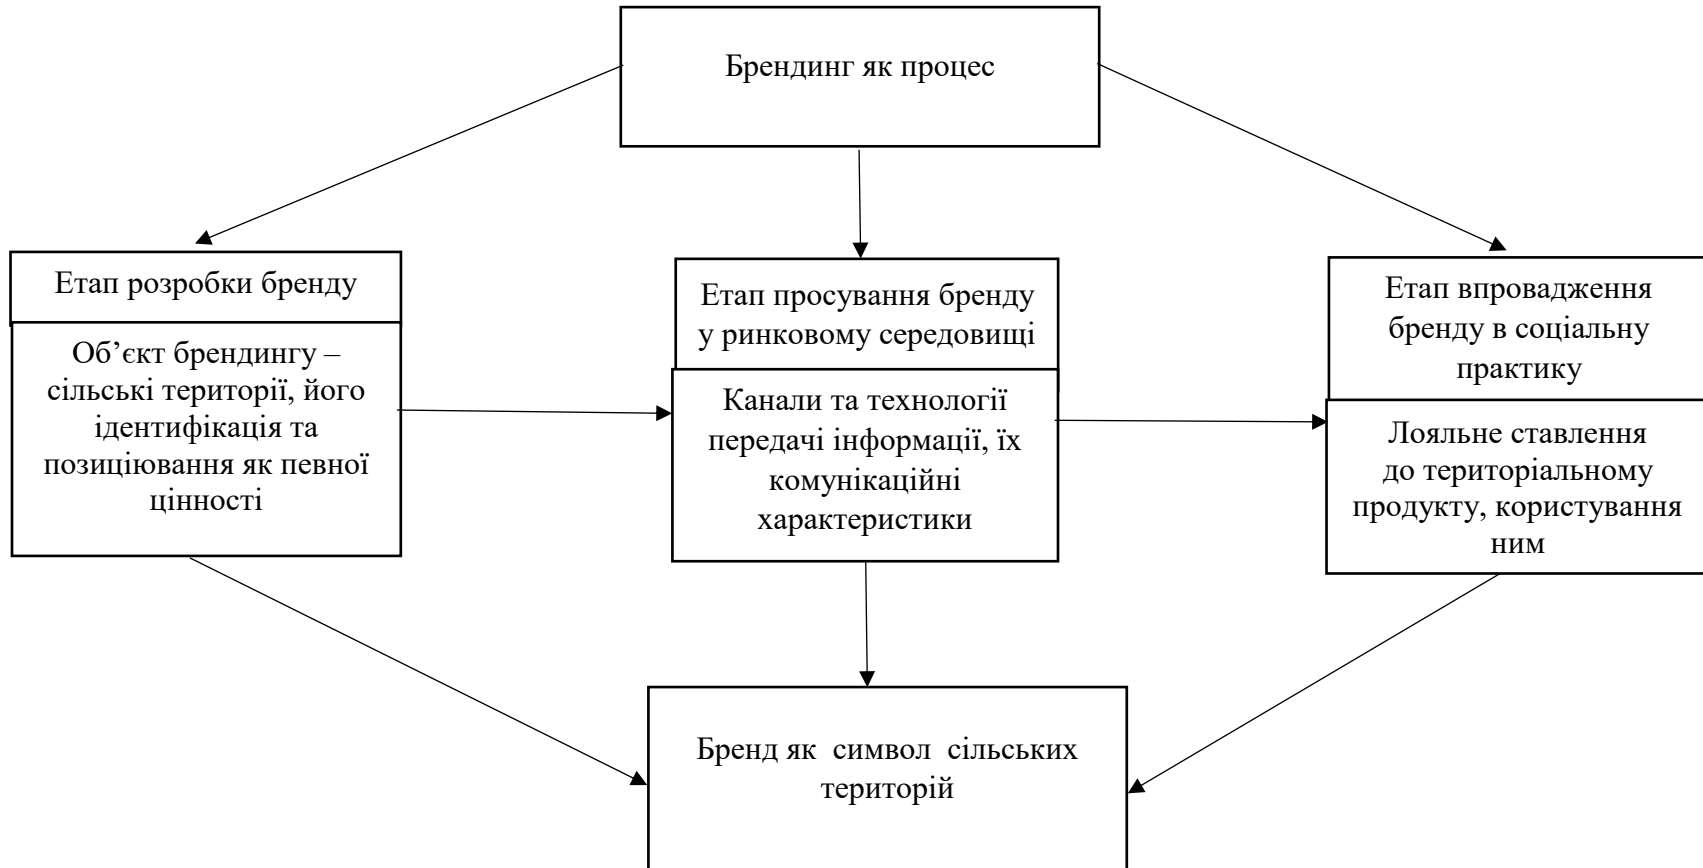 Брендинг як процес
Етап розробки бренду
Об’єкт брендингу –
сільські території, його
ідентифікація та
позиціювання як певної
цінності
Етап просування бренду
у ринковому середовищі
Канали та технології
передачі інформації, їх
комунікаційні
характеристики
Етап впровадження
бренду в соціальну
практику
Лояльне ставлення
до територіальному
продукту, користування
ним
Бренд як символ сільських
територій